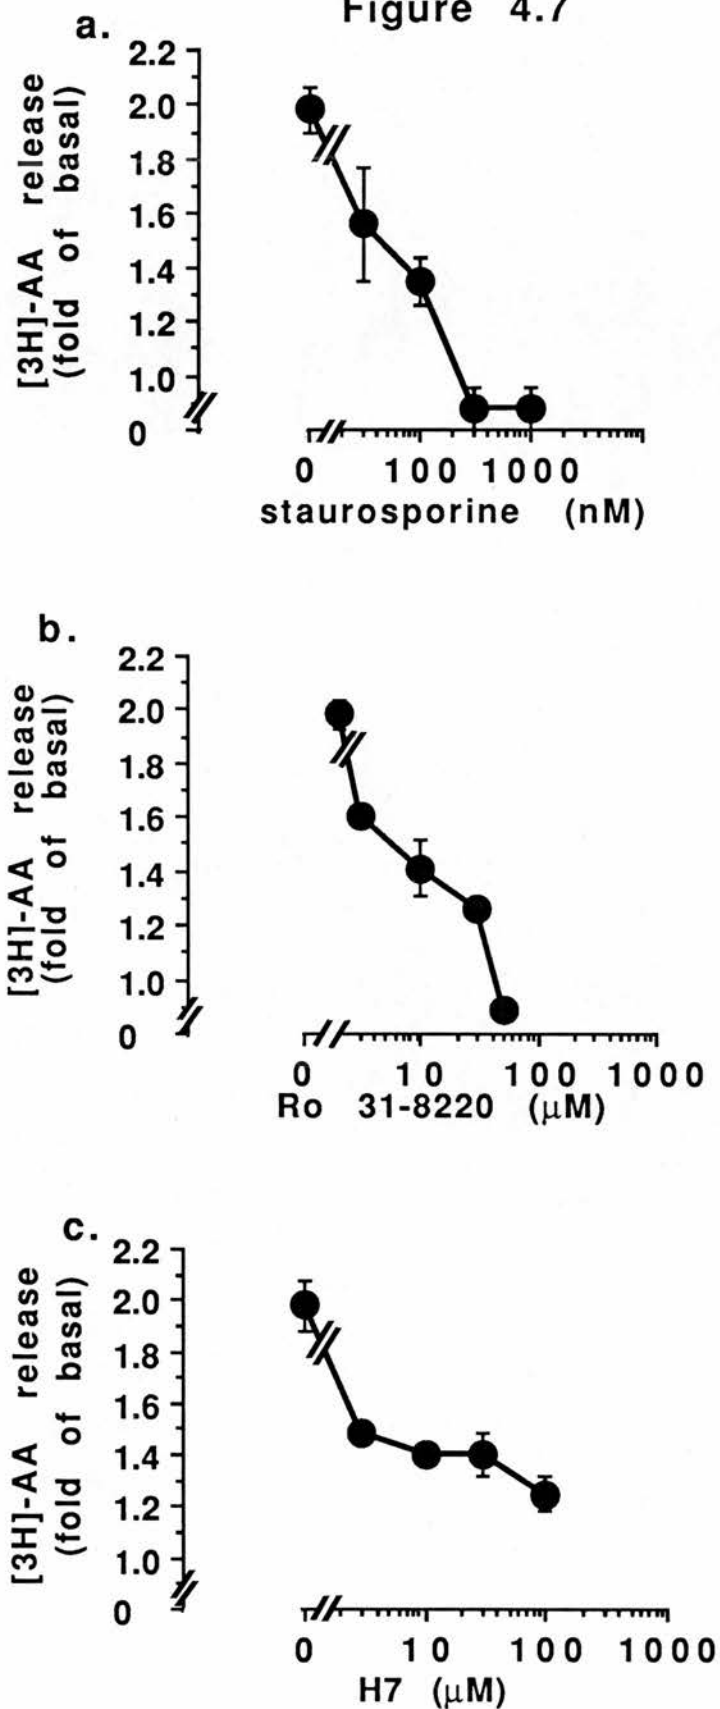 Figure 4.7
a.
[3H]-AA release
(fold of basal)
2.2
2.0
1.8
1.6
1.4
1.2
1.0
0
0 100 1000
staurosporine (nM)
b.
[3H]-AA release
(fold of basal)
2.2
2.0
1.8
1.6
1.4
1.2
1.0
0
0 10 100 1000
Ro 31-8220 (μM)
c.
[3H]-AA release
(fold of basal)
2.2
2.0
1.8
1.6
1.4
1.2
1.0
0
0 10 100 1000
H7 (μM)